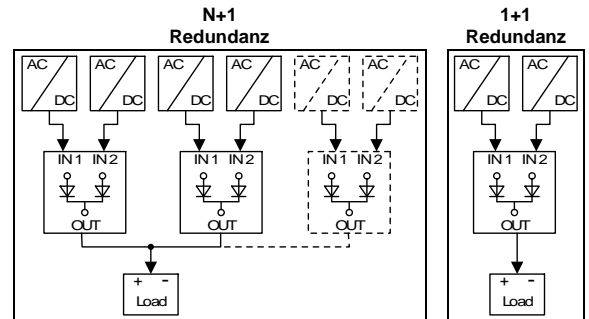 N+1
Redundanz
1+1
Redundanz
AC AC AC AC AC AC AC AC
DC DC DC DC DC DC DC DC
IN 1 IN 2 IN 1 IN 2 IN 1 IN 2 IN 1 IN 2
OUT OUT OUT OUT
+ - + -
Load Load